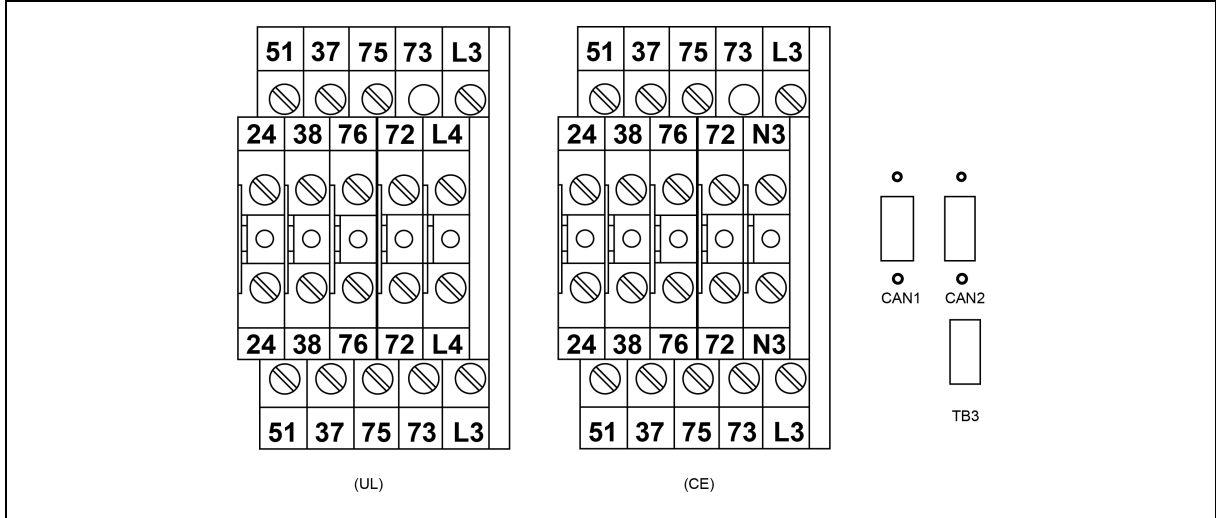 51 37 75 73 L3
24 38 76 72 L4
24 38 76 72 L4
51 37 75 73 L3
(UL)
51 37 75 73 L3
24 38 76 72 N3
24 38 76 72 N3
51 37 75 73 L3
(CE)
CAN1 CAN2
TB3